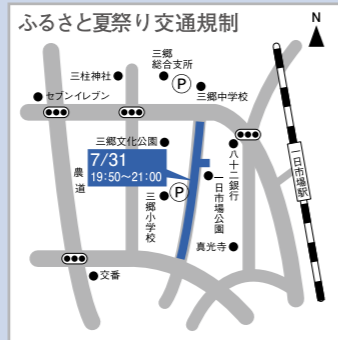 ふるさと夏祭り交通規制
N
三郷
総合支所
三柱神社
P
セブンイレブン
三郷中学校
三郷文化公園
7/31
19:50〜21:00
農道
P
三郷小学校
一日市場公園
八十二銀行
一日市場駅
真光寺
交番